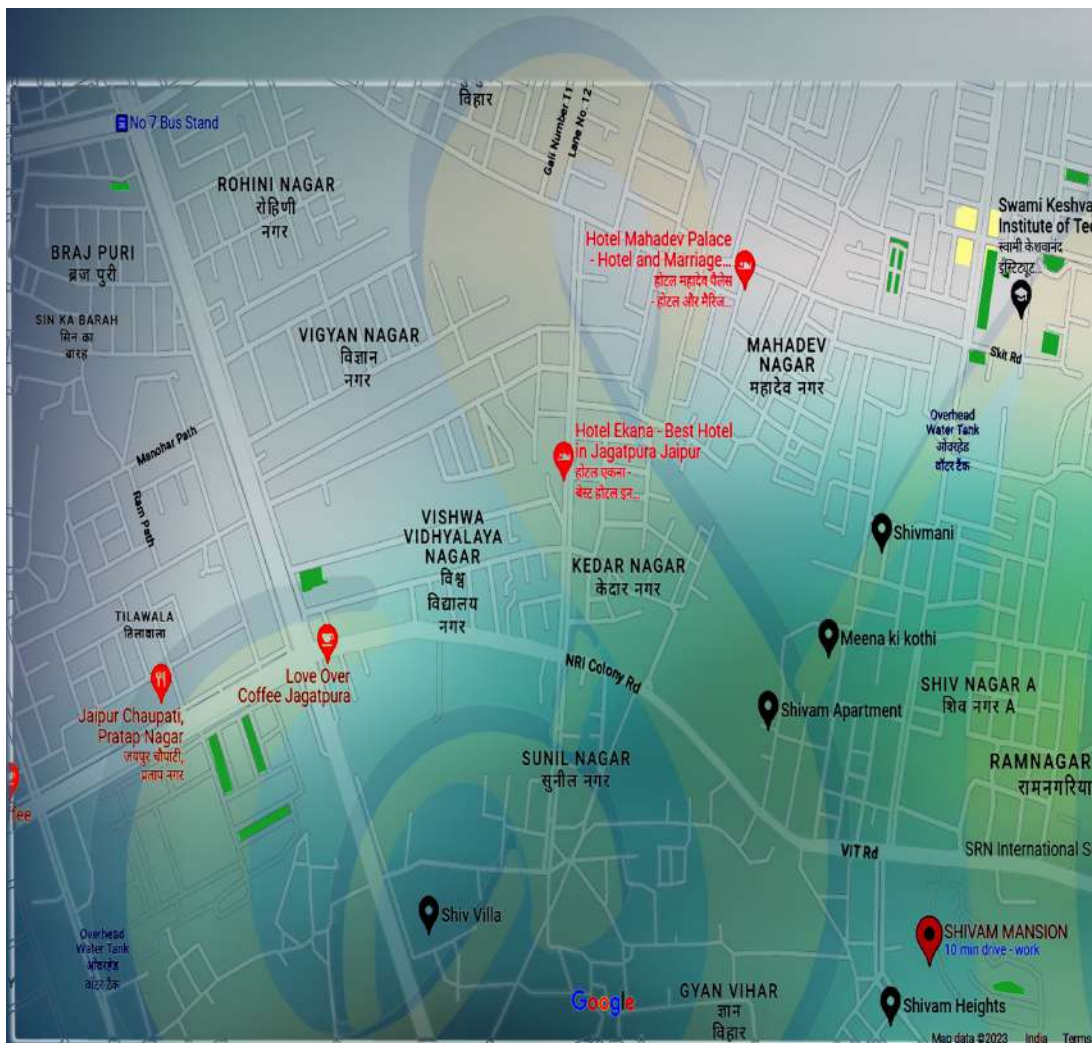 विहार
Gali Number 11
Lane No. 12
No 7 Bus Stand
ROHINI NAGAR
रोहिणी
नगर
Swami Keshva
Institute of Tec
स्वामी केशवानंद
इंस्टिट्यूट...
BRAJ PURI
ब्रज पुरी
Hotel Mahadev Palace
- Hotel and Marriage...
होटल महादेव पैलेस
- होटल और मैरिज...
SIN KA BARAH
सिन का
बारह
VIGYAN NAGAR
विज्ञान
नगर
MAHADEV
NAGAR
महादेव नगर
Skit Rd
Overhead
Water Tank
ओवरहेड
वॉटर टैंक
Manohar Path
Hotel Ekana - Best Hotel
in Jagatpura Jaipur
होटल एकना -
बेस्ट होटल इन...
Ram Path
VISHWA
VIDHYALAYA
NAGAR
विश्व
विद्यालय
नगर
Shivmani
KEDAR NAGAR
केदार नगर
TILAWALA
तिलावाला
Meena ki kothi
Love Over
Coffee Jagatpura
NRI Colony Rd
SHIV NAGAR A
शिव नगर A
Jaipur Chaupati,
Pratap Nagar
जयपुर चौपाटी,
प्रताप नगर
Shivam Apartment
SUNIL NAGAR
सुनील नगर
RAMNAGAR
रामनगरिया
ffee
VIT Rd
SRN International S
Shiv Villa
Overhead
Water Tank
ओवरहेड
वॉटर टैंक
SHIVAM MANSION
10 min drive - work
Google
GYAN VIHAR
ज्ञान
विहार
Shivam Heights
Map data ©2023 India Terms